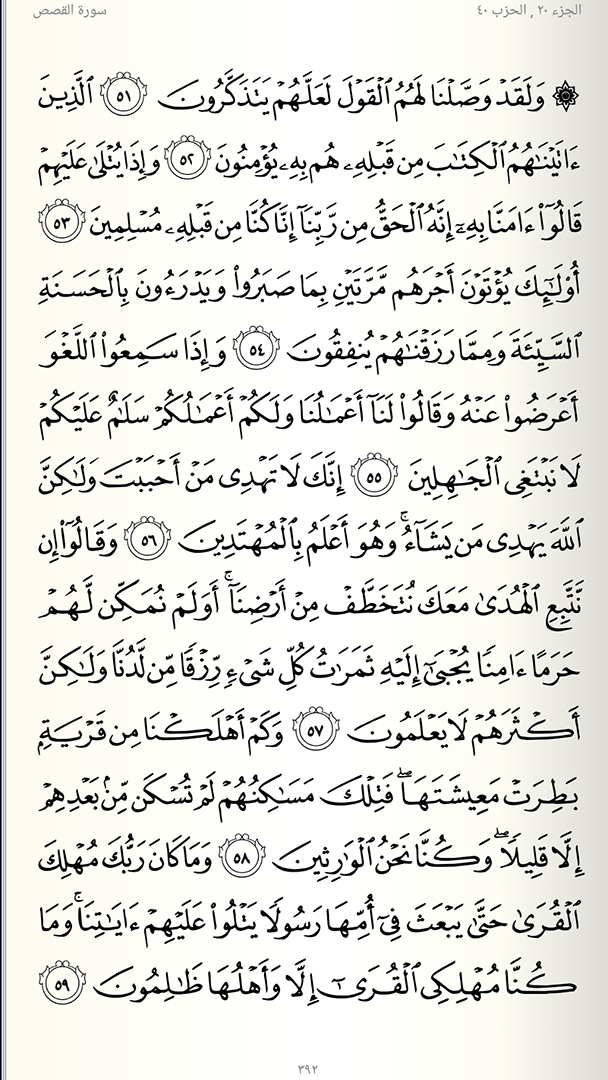 الجزء ٢٠ , الحزب ٤٠
سورة القصص
۞ وَلَقَدْ وَصَّلْنَا لَهُمُ ٱلْقَوْلَ لَعَلَّهُمْ يَتَذَكَّرُونَ ٥١ ٱلَّذِينَ
ءَاتَيْنَٰهُمُ ٱلْكِتَٰبَ مِن قَبْلِهِۦ هُم بِهِۦ يُؤْمِنُونَ ٥٢ وَإِذَا يُتْلَىٰ عَلَيْهِمْ
قَالُوٓا۟ ءَامَنَّا بِهِۦٓ إِنَّهُ ٱلْحَقُّ مِن رَّبِّنَآ إِنَّا كُنَّا مِن قَبْلِهِۦ مُسْلِمِينَ ٥٣
أُو۟لَٰٓئِكَ يُؤْتَوْنَ أَجْرَهُم مَّرَّتَيْنِ بِمَا صَبَرُوا۟ وَيَدْرَءُونَ بِٱلْحَسَنَةِ
ٱلسَّيِّئَةَ وَمِمَّا رَزَقْنَٰهُمْ يُنفِقُونَ ٥٤ وَإِذَا سَمِعُوا۟ ٱللَّغْوَ
أَعْرَضُوا۟ عَنْهُ وَقَالُوا۟ لَنَآ أَعْمَٰلُنَا وَلَكُمْ أَعْمَٰلُكُمْ سَلَٰمٌ عَلَيْكُمْ
لَا نَبْتَغِى ٱلْجَٰهِلِينَ ٥٥ إِنَّكَ لَا تَهْدِى مَنْ أَحْبَبْتَ وَلَٰكِنَّ
ٱللَّهَ يَهْدِى مَن يَشَآءُ ۚ وَهُوَ أَعْلَمُ بِٱلْمُهْتَدِينَ ٥٦ وَقَالُوٓا۟ إِن
نَّتَّبِعِ ٱلْهُدَىٰ مَعَكَ نُتَخَطَّفْ مِنْ أَرْضِنَآ ۚ أَوَلَمْ نُمَكِّن لَّهُمْ
حَرَمًا ءَامِنًا يُجْبَىٰٓ إِلَيْهِ ثَمَرَٰتُ كُلِّ شَىْءٍ رِّزْقًا مِّن لَّدُنَّا وَلَٰكِنَّ
أَكْثَرَهُمْ لَا يَعْلَمُونَ ٥٧ وَكَمْ أَهْلَكْنَا مِن قَرْيَةٍۭ
بَطِرَتْ مَعِيشَتَهَا ۖ فَتِلْكَ مَسَٰكِنُهُمْ لَمْ تُسْكَن مِّنۢ بَعْدِهِمْ
إِلَّا قَلِيلًا ۖ وَكُنَّا نَحْنُ ٱلْوَٰرِثِينَ ٥٨ وَمَا كَانَ رَبُّكَ مُهْلِكَ
ٱلْقُرَىٰ حَتَّىٰ يَبْعَثَ فِىٓ أُمِّهَا رَسُولًا يَتْلُوا۟ عَلَيْهِمْ ءَايَٰتِنَا ۚ وَمَا
كُنَّا مُهْلِكِى ٱلْقُرَىٰٓ إِلَّا وَأَهْلُهَا ظَٰلِمُونَ ٥٩
٣٩٢